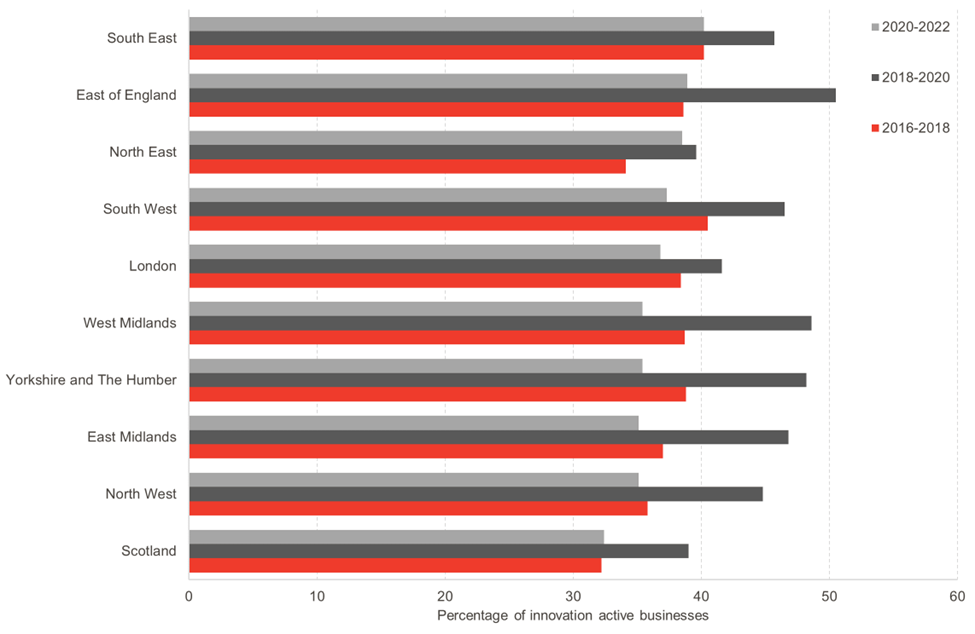 South East
East of England
North East
South West
London
West Midlands
Yorkshire and The Humber
East Midlands
North West
Scotland
2020-2022
2018-2020
2016-2018
0 10 20 30 40 50 60
Percentage of innovation active businesses